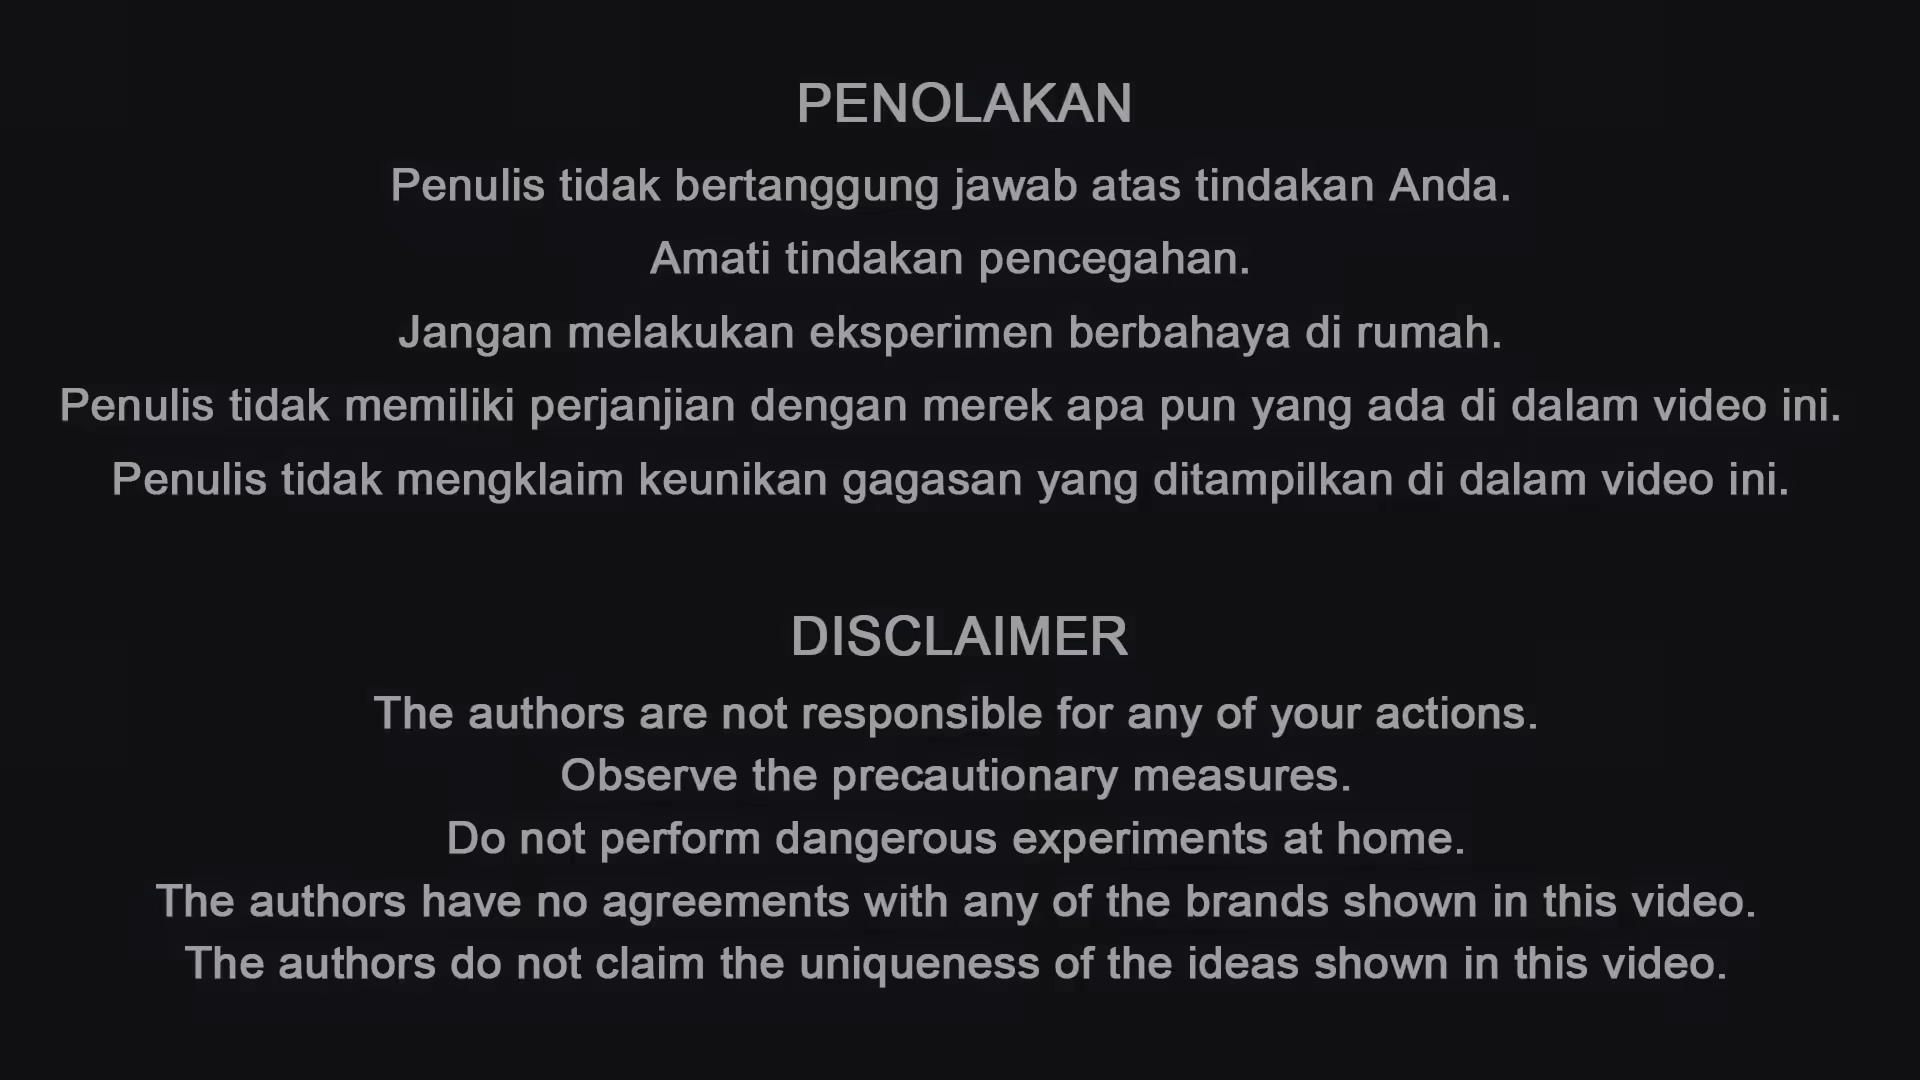 PENOLAKAN
Penulis tidak bertanggung jawab atas tindakan Anda.
Amati tindakan pencegahan.
Jangan melakukan eksperimen berbahaya di rumah.
Penulis tidak memiliki perjanjian dengan merek apa pun yang ada di dalam video ini.
Penulis tidak mengklaim keunikan gagasan yang ditampilkan di dalam video ini.
DISCLAIMER
The authors are not responsible for any of your actions.
Observe the precautionary measures.
Do not perform dangerous experiments at home.
The authors have no agreements with any of the brands shown in this video.
The authors do not claim the uniqueness of the ideas shown in this video.